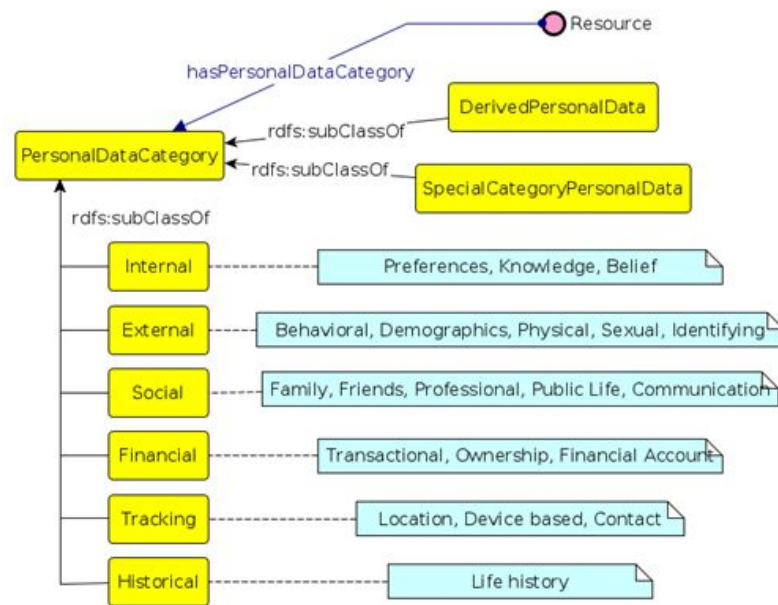 Resource
hasPersonalDataCategory
DerivedPersonalData
rdfs:subClassOf
PersonalDataCategory
rdfs:subClassOf
SpecialCategoryPersonalData
rdfs:subClassOf
Internal
Preferences, Knowledge, Belief
External
Behavioral, Demographics, Physical, Sexual, Identifying
Social
Family, Friends, Professional, Public Life, Communication
Financial
Transactional, Ownership, Financial Account
Tracking
Location, Device based, Contact
Historical
Life history